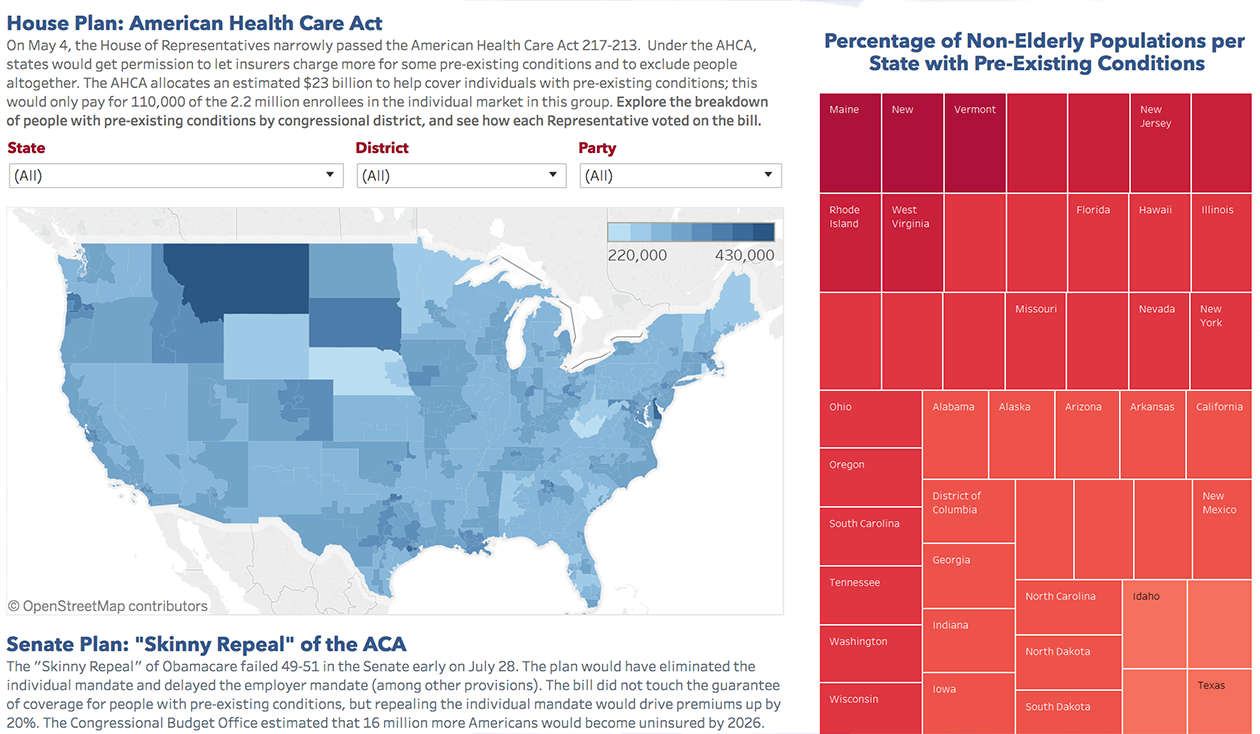 House Plan: American Health Care Act
On May 4, the House of Representatives narrowly passed the American Health Care Act 217-213. Under the AHCA,
states would get permission to let insurers charge more for some pre-existing conditions and to exclude people
altogether. The AHCA allocates an estimated $23 billion to help cover individuals with pre-existing conditions; this
would only pay for 110,000 of the 2.2 million enrollees in the individual market in this group. Explore the breakdown
of people with pre-existing conditions by congressional district, and see how each Representative voted on the bill.
State
District
Party
(All)
(All)
(All)
220,000
430,000
© OpenStreetMap contributors
Senate Plan: "Skinny Repeal" of the ACA
The "Skinny Repeal" of Obamacare failed 49-51 in the Senate early on July 28. The plan would have eliminated the
individual mandate and delayed the employer mandate (among other provisions). The bill did not touch the guarantee
of coverage for people with pre-existing conditions, but repealing the individual mandate would drive premiums up by
20%. The Congressional Budget Office estimated that 16 million more Americans would become uninsured by 2026.
Percentage of Non-Elderly Populations per
State with Pre-Existing Conditions
Maine
New
Vermont
New
Jersey
Rhode
Island
West
Virginia
Florida
Hawaii
Illinois
Missouri
Nevada
New
York
Ohio
Oregon
South Carolina
Tennessee
Washington
Wisconsin
Alabama
Alaska
Arizona
Arkansas
California
District of
Columbia
Georgia
Indiana
Iowa
New
Mexico
North Carolina
North Dakota
South Dakota
Idaho
Texas